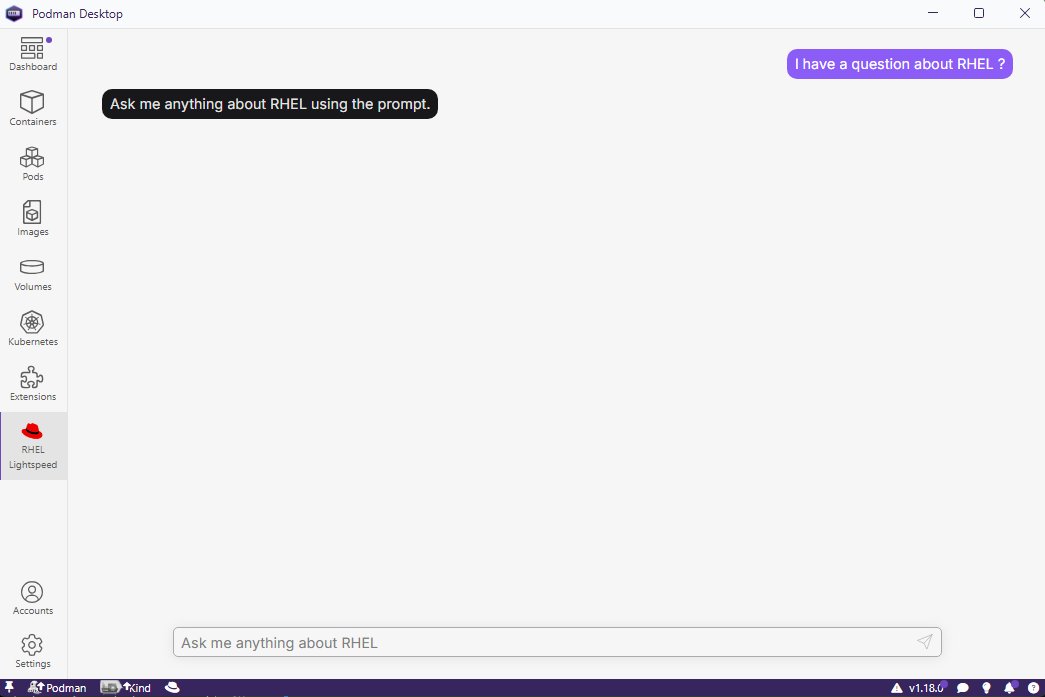 Podman Desktop
Dashboard
Containers
Pods
Images
Volumes
Kubernetes
Extensions
RHEL
Lightspeed
Accounts
Settings
I have a question about RHEL ?
Ask me anything about RHEL using the prompt.
Ask me anything about RHEL
Podman
Kind
v1.18.0